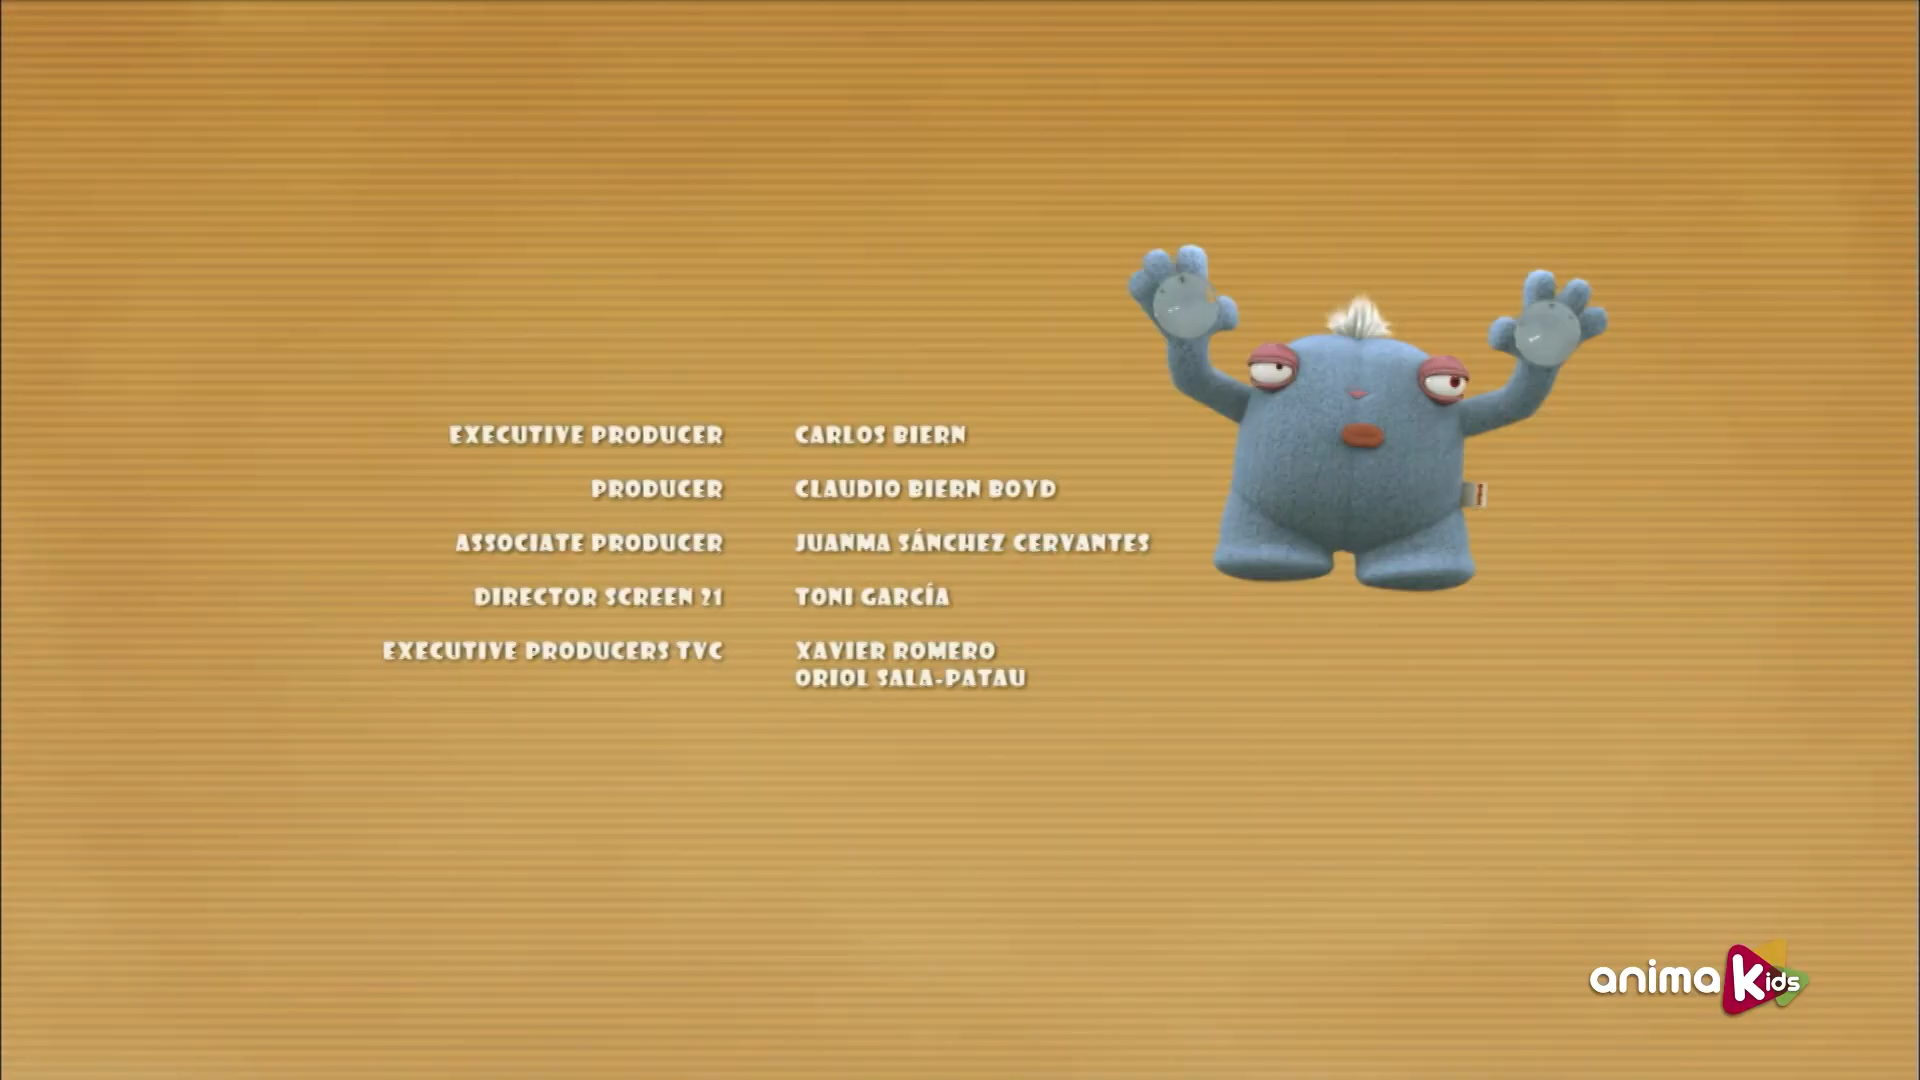 EXECUTIVE PRODUCER CARLOS BIERN
PRODUCER CLAUDIO BIERN BOYD
ASSOCIATE PRODUCER JUANMA SÁNCHEZ CERVANTES
DIRECTOR SCREEN 21 TONI GARCÍA
EXECUTIVE PRODUCERS TVC XAVIER ROMERO
ORIOL SALA-PATAU
anima Kids